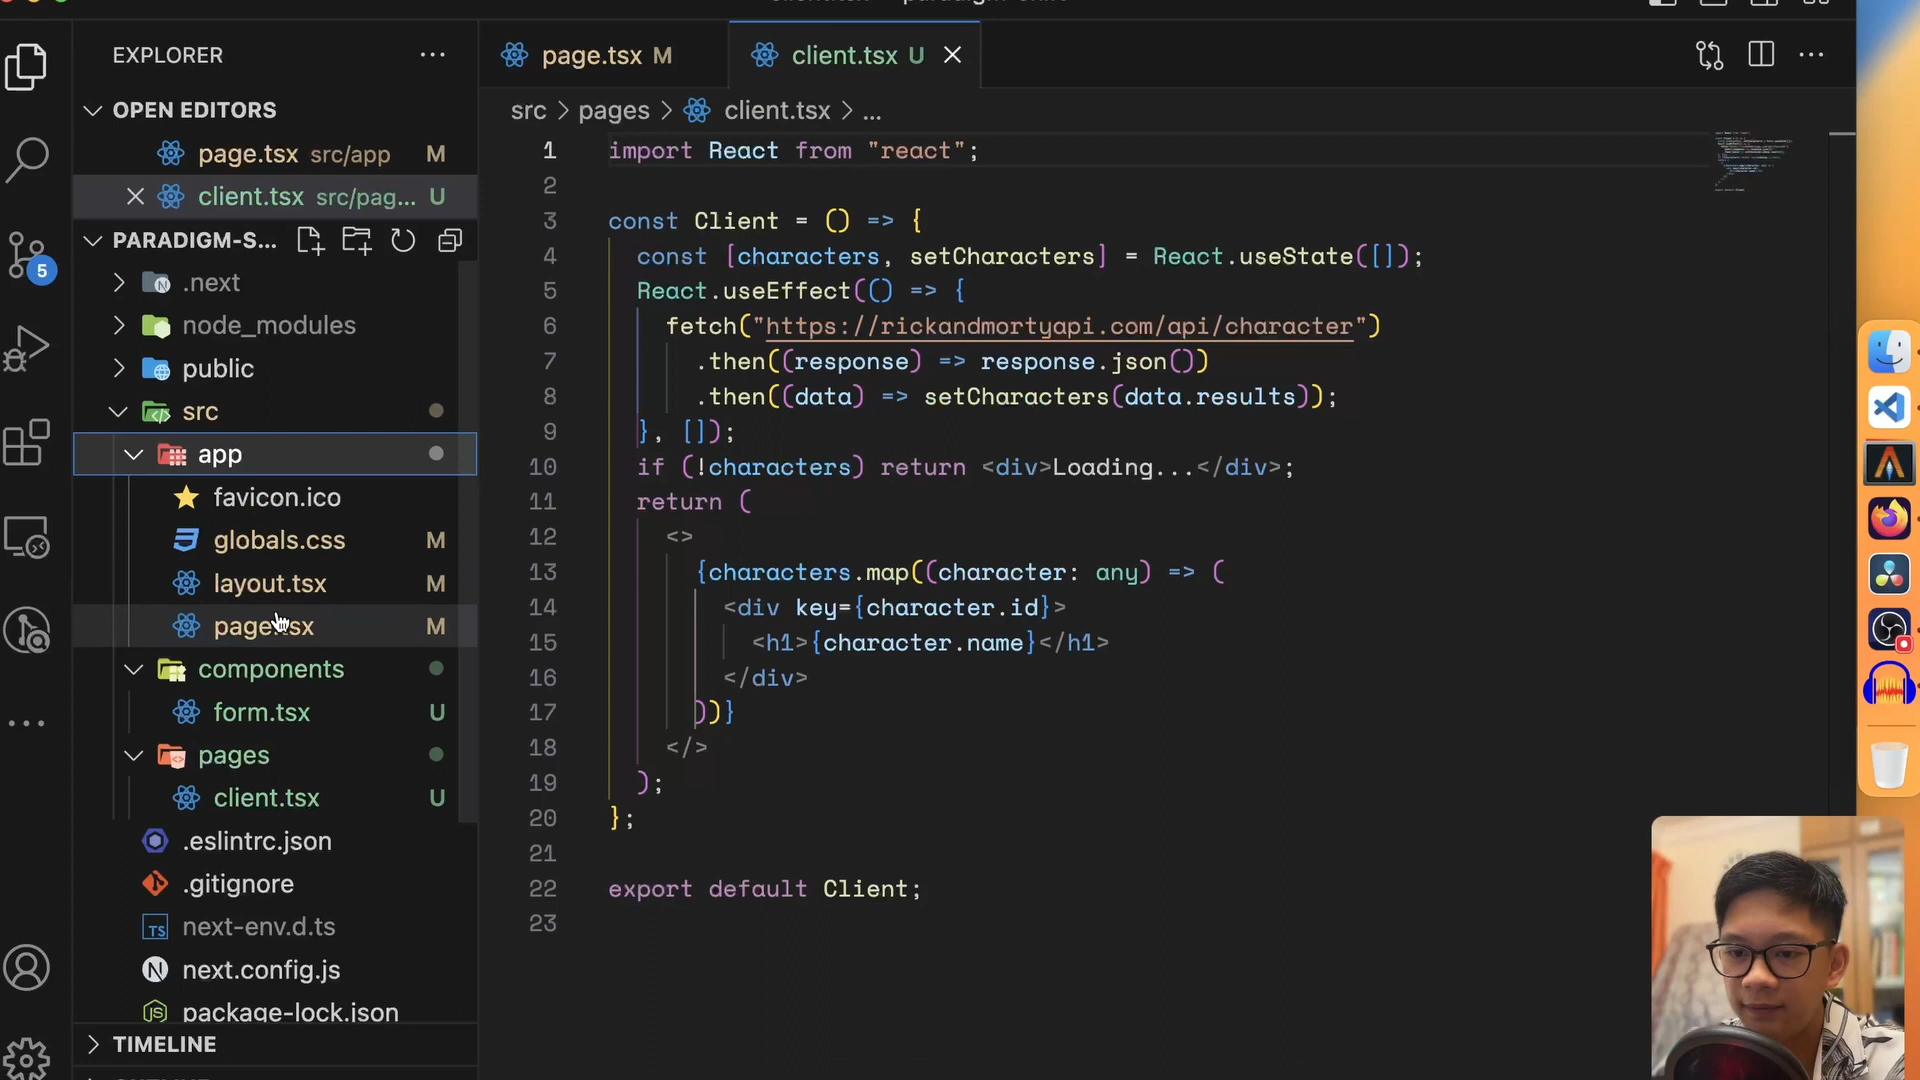 EXPLORER
OPEN EDITORS
page.tsx src/app M
client.tsx src/pag... U
PARADIGM-S...
.next
node_modules
public
src
app
favicon.ico
globals.css M
layout.tsx M
page.tsx M
components
form.tsx U
pages
client.tsx U
.eslintrc.json
.gitignore
TS next-env.d.ts
N next.config.js
JS package-lock.json
TIMELINE
5
page.tsx M
client.tsx U
src > pages > client.tsx > ...
1 import React from "react";
2
3 const Client = () => {
4 const [characters, setCharacters] = React.useState([]);
5 React.useEffect(() => {
6 fetch("https://rickandmortyapi.com/api/character")
7 .then((response) => response.json())
8 .then((data) => setCharacters(data.results));
9 }, []);
10 if (!characters) return <div>Loading...</div>;
11 return (
12 <>
13 {characters.map((character: any) => (
14 <div key={character.id}>
15 <h1>{character.name}</h1>
16 </div>
17 ))}
18 </>
19 );
20 };
21
22 export default Client;
23